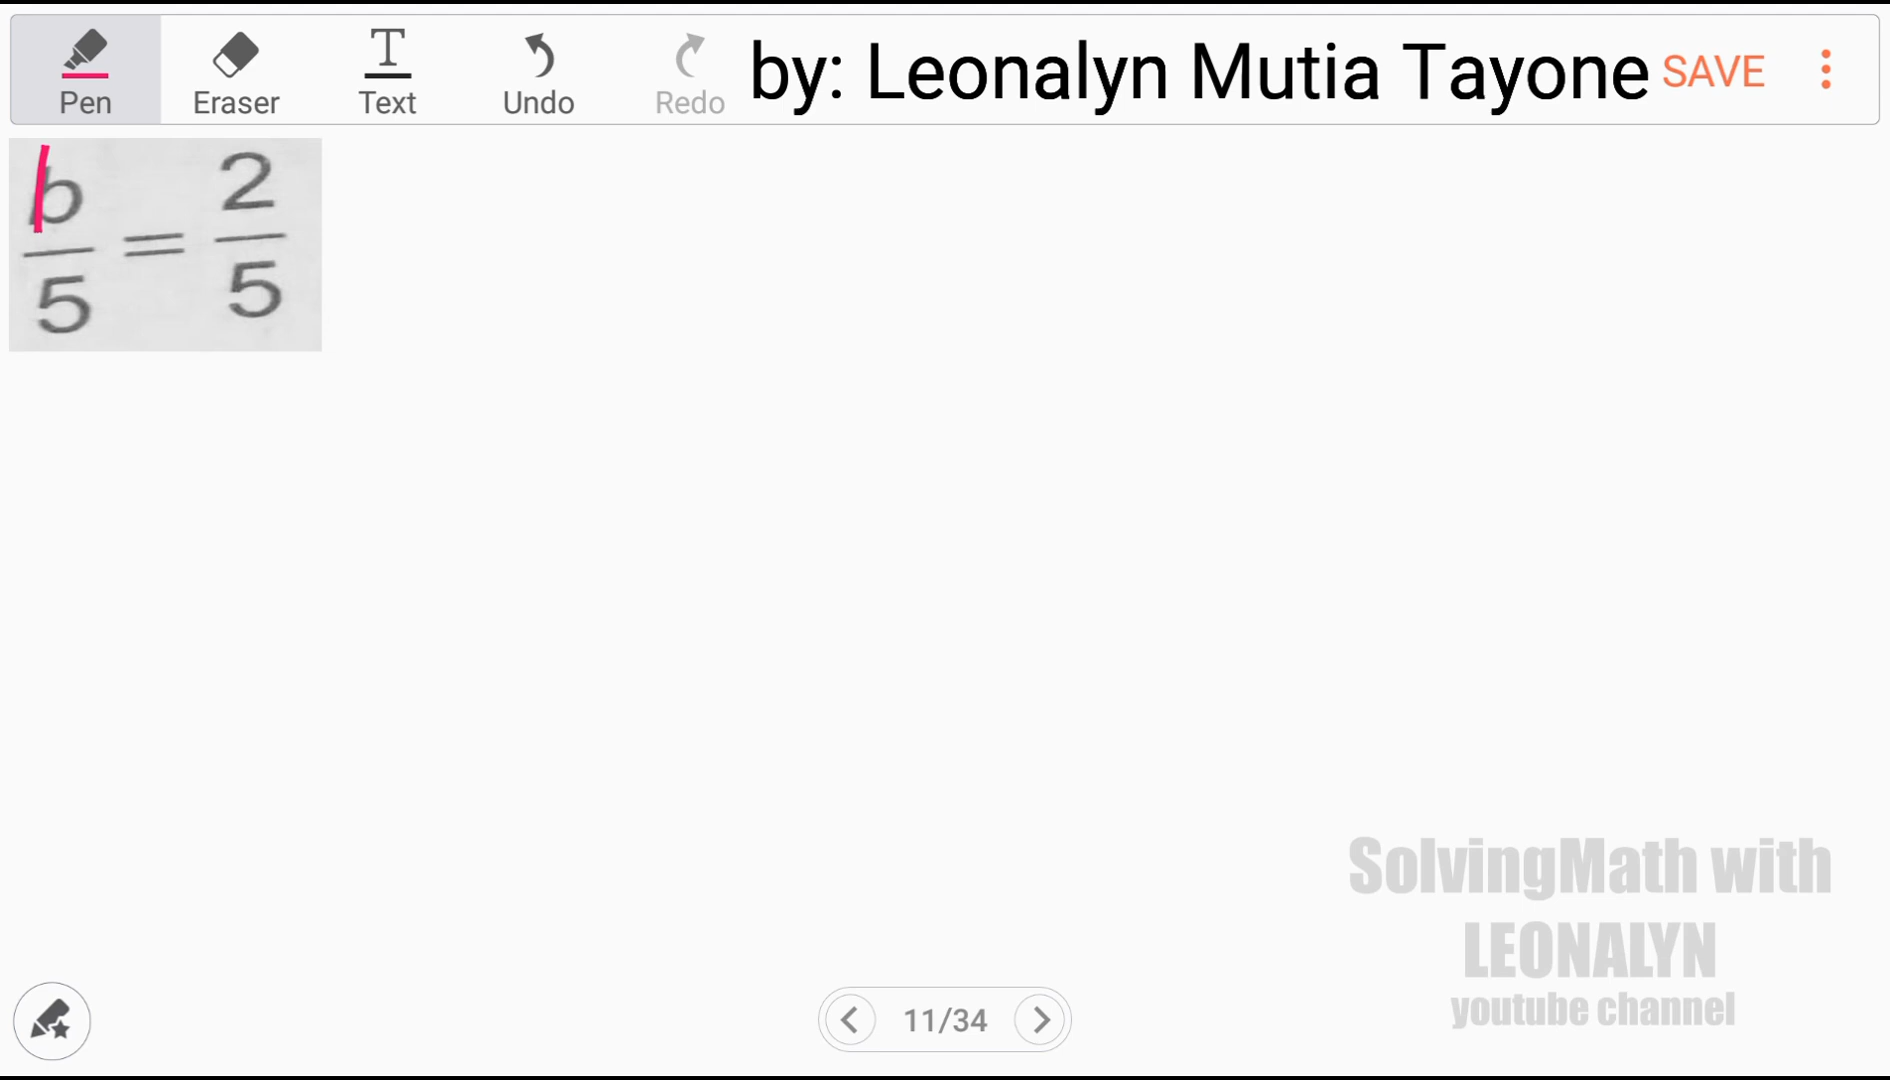 Pen Eraser Text Undo Redo by: Leonalyn Mutia Tayone SAVE
b/5 = 2/5
SolvingMath with
LEONALYN
youtube channel
11/34